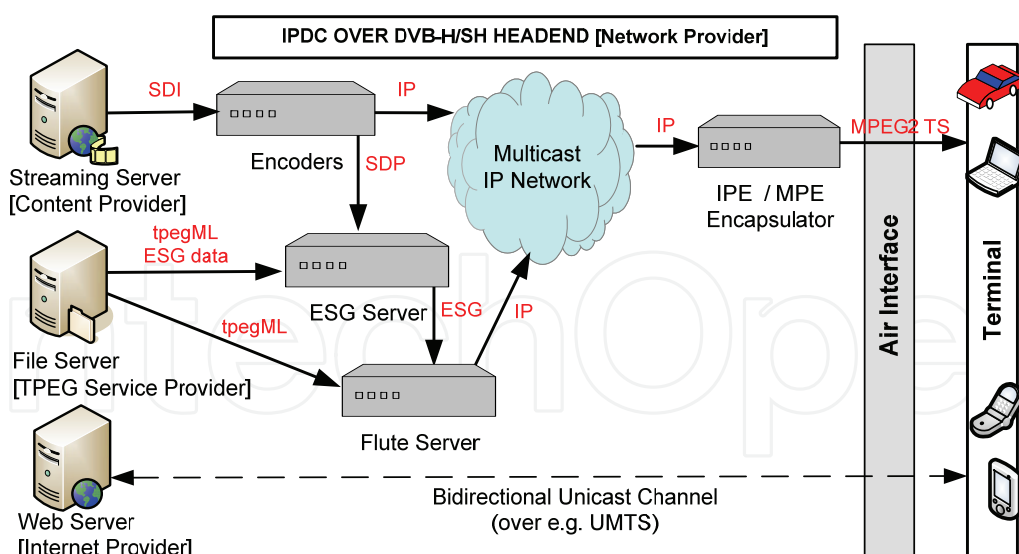 IPDC OVER DVB-H/SH HEADEND [Network Provider]
SDI
IP
Encoders
SDP
Streaming Server
[Content Provider]
Multicast
IP Network
IP
IPE / MPE
Encapsulator
MPEG2 TS
tpegML
ESG data
ESG Server
ESG
IP
tpegML
File Server
[TPEG Service Provider]
Flute Server
Air Interface
Terminal
Bidirectional Unicast Channel
(over e.g. UMTS)
Web Server
[Internet Provider]
ntechOpe